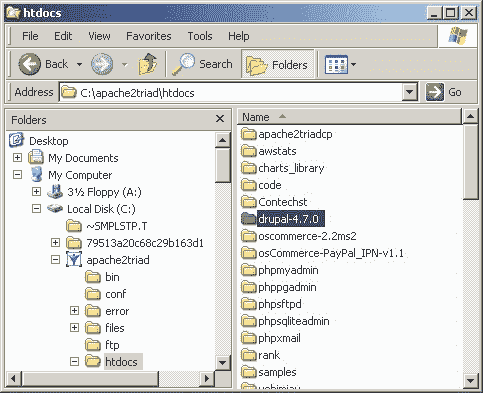 htdocs
File Edit View Favorites Tools Help
Back Search Folders
Address C:\apache2triad\htdocs Go
Folders
Desktop
My Documents
My Computer
3½ Floppy (A:)
Local Disk (C:)
~SMPLSTP.T
79513a20c68c29b163d1
apache2triad
bin
conf
error
files
ftp
htdocs
Name
apache2triadcp
awstats
charts_library
code
Contechst
drupal-4.7.0
oscommerce-2.2ms2
osCommerce-PayPal_IPN-v1.1
phpmyadmin
phppgadmin
phpsftpd
phpsqliteadmin
phpxmail
rank
samples